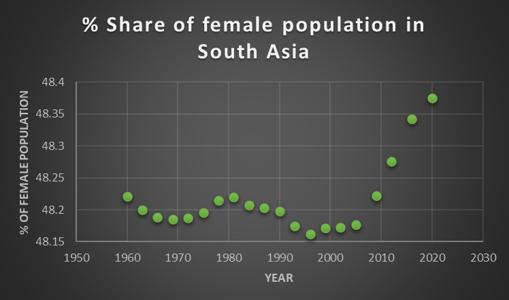 % Share of female population in
South Asia
% OF FEMALE POPULATION
48.4
48.35
48.3
48.25
48.2
48.15
1950 1960 1970 1980 1990 2000 2010 2020 2030
YEAR